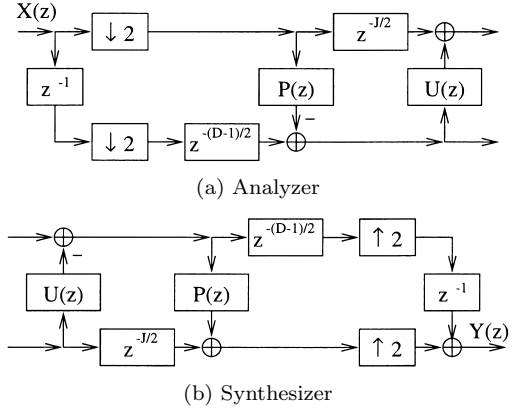 X(z)
↓ 2
z^-J/2
z^-1
P(z)
U(z)
−
↓ 2
z^-(D-1)/2
(a) Analyzer
−
z^-(D-1)/2
↑ 2
U(z)
P(z)
z^-1
z^-J/2
↑ 2
Y(z)
(b) Synthesizer